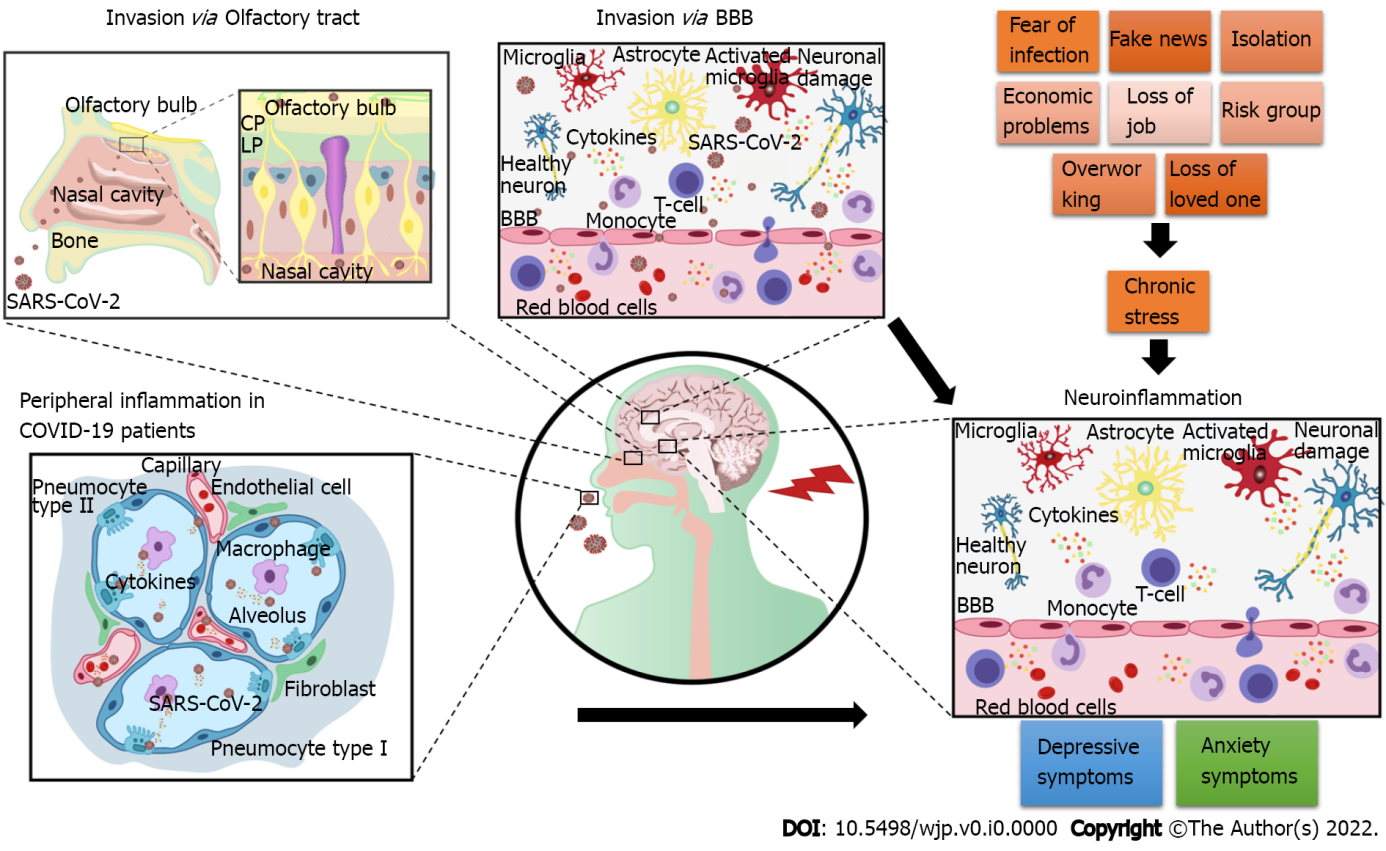 Invasion via Olfactory tract
Olfactory bulb
Nasal cavity
Bone
SARS-CoV-2
Olfactory bulb
CP
LP
Nasal cavity
Invasion via BBB
Microglia
Astrocyte
Activated
microglia
Neuronal
damage
Cytokines
SARS-CoV-2
Healthy
neuron
T-cell
BBB
Monocyte
Red blood cells
Fear of
infection
Fake news
Isolation
Economic
problems
Loss of
job
Risk group
Overwor
king
Loss of
loved one
Chronic
stress
Peripheral inflammation in
COVID-19 patients
Capillary
Pneumocyte
type II
Endothelial cell
Macrophage
Cytokines
Alveolus
Fibroblast
SARS-CoV-2
Pneumocyte type I
Neuroinflammation
Microglia
Astrocyte
Activated
microglia
Neuronal
damage
Cytokines
Healthy
neuron
T-cell
BBB
Monocyte
Red blood cells
Depressive
symptoms
Anxiety
symptoms
DOI: 10.5498/wjp.v0.i0.0000 Copyright ©The Author(s) 2022.